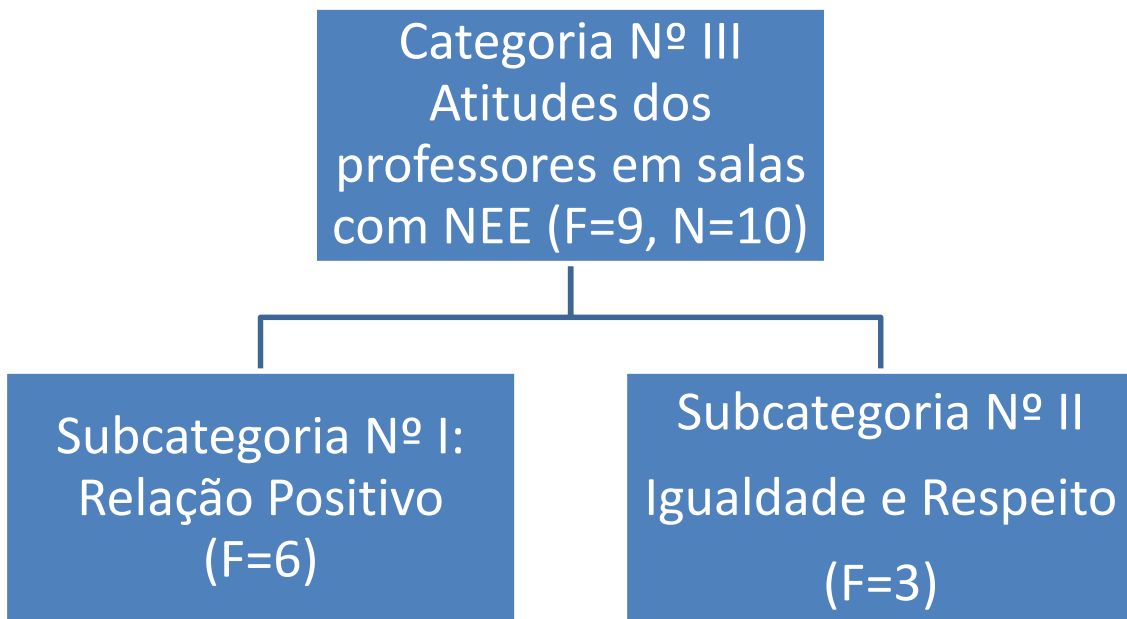 Categoria Nº III
Atitudes dos
professores em salas
com NEE (F=9, N=10)
Subcategoria Nº I:
Relação Positivo
(F=6)
Subcategoria Nº II
Igualdade e Respeito
(F=3)